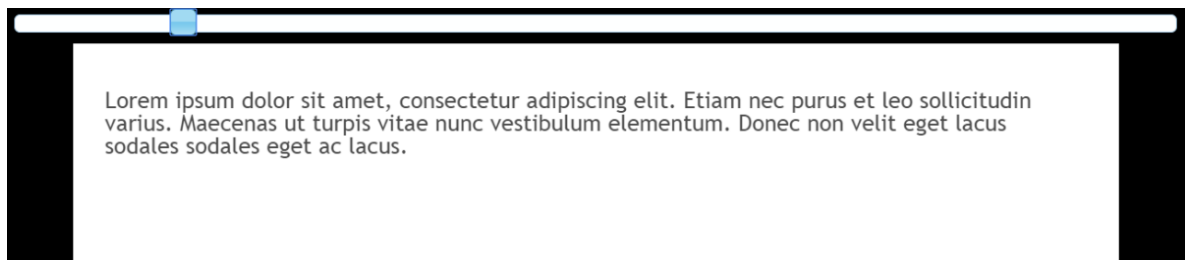 Lorem ipsum dolor sit amet, consectetur adipiscing elit. Etiam nec purus et leo sollicitudin
varius. Maecenas ut turpis vitae nunc vestibulum elementum. Donec non velit eget lacus
sodales sodales eget ac lacus.